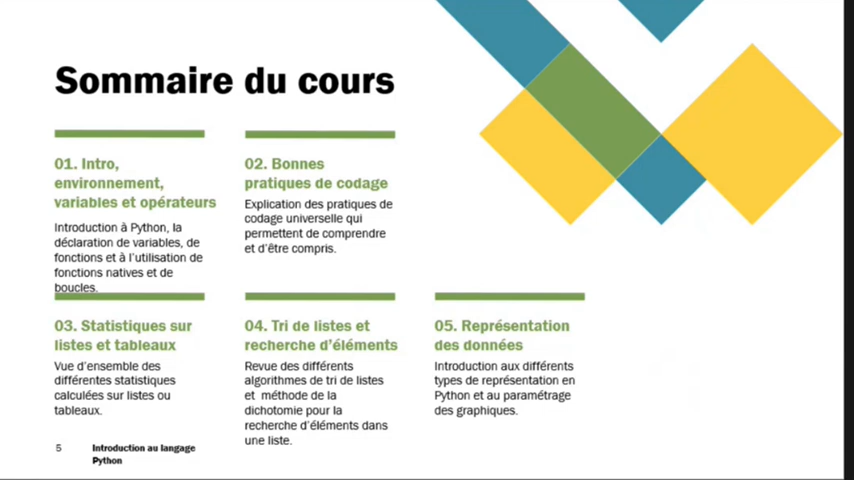 Sommaire du cours
01. Intro,
environnement,
variables et opérateurs
Introduction à Python, la
déclaration de variables, de
fonctions et à l'utilisation de
fonctions natives et de
boucles.
02. Bonnes
pratiques de codage
Explication des pratiques de
codage universelle qui
permettent de comprendre
et d'être compris.
03. Statistiques sur
listes et tableaux
Vue d'ensemble des
différentes statistiques
calculées sur listes ou
tableaux.
04. Tri de listes et
recherche d'éléments
Revue des différents
algorithmes de tri de listes
et  méthode de la
dichotomie pour la
recherche d'éléments dans
une liste.
05. Représentation
des données
Introduction aux différents
types de représentation en
Python et au paramétrage
des graphiques.
5
Introduction au langage
Python